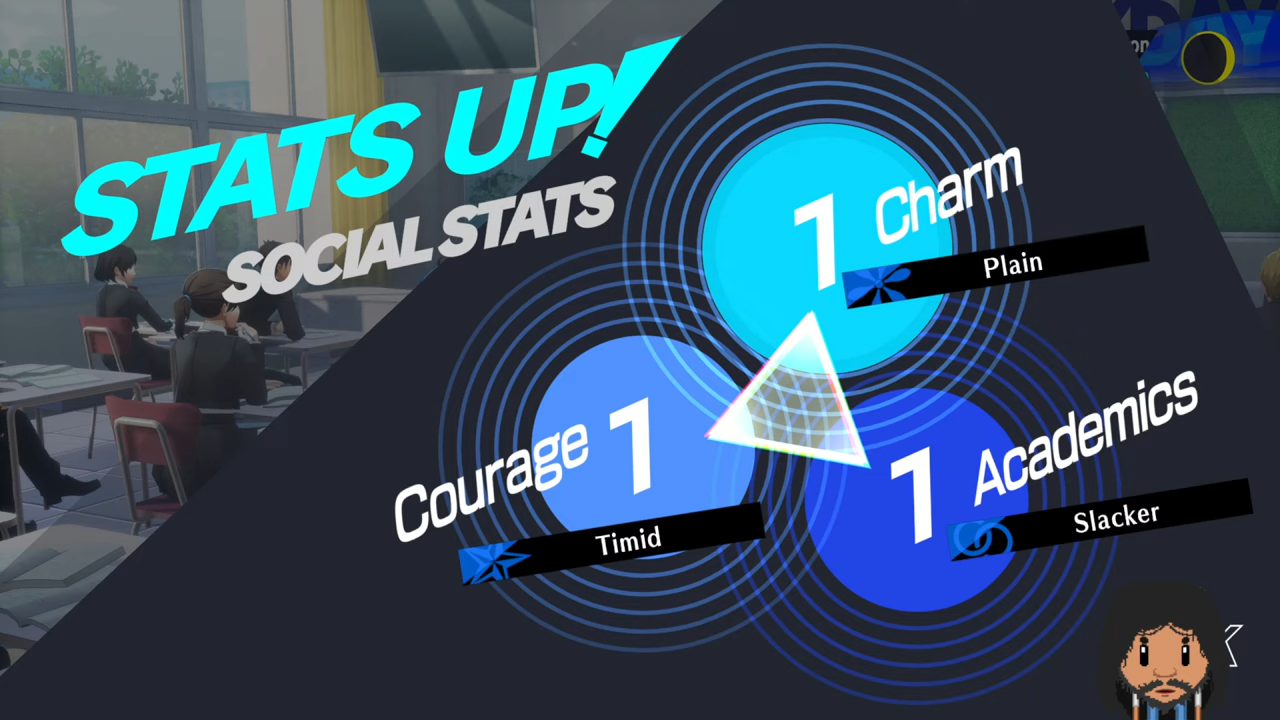 STATS UP!
SOCIAL STATS
1 Charm
Plain
Courage 1
Timid
1 Academics
Slacker